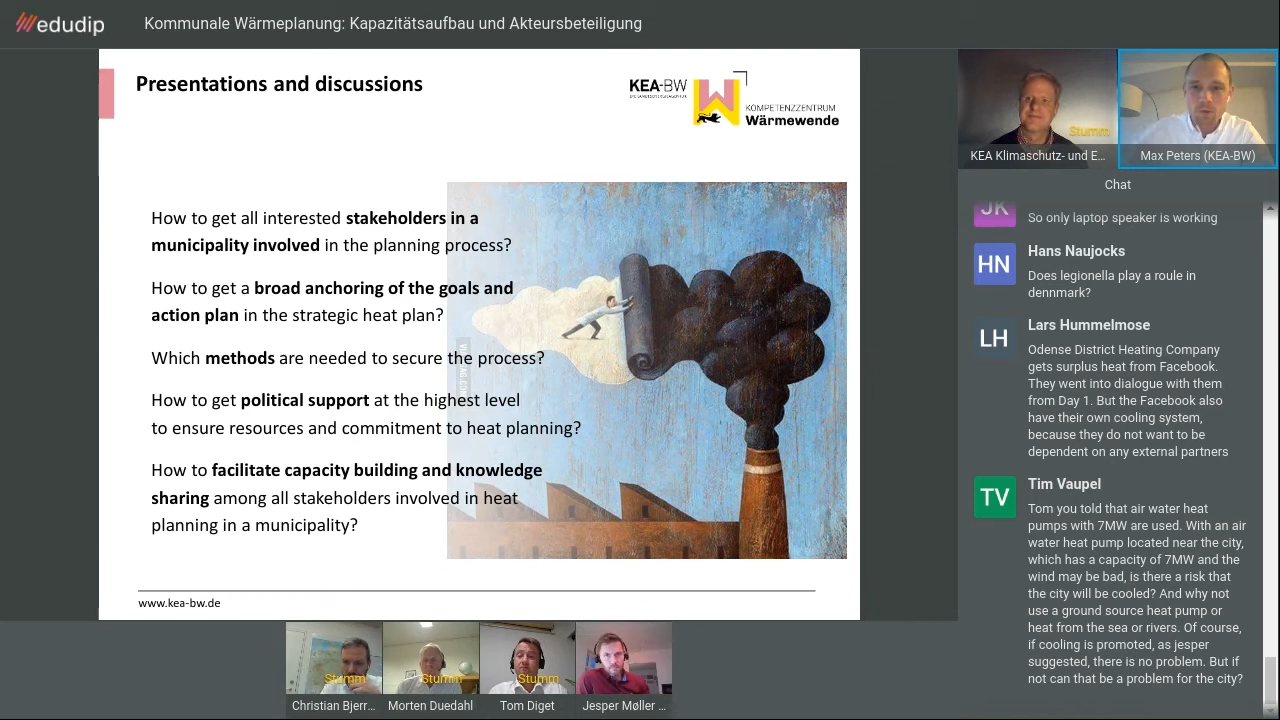 edudip
Kommunale Wärmeplanung: Kapazitätsaufbau und Akteursbeteiligung
Presentations and discussions
KEA-BW
KOMPETENZZENTRUM
Wärmewende
How to get all interested stakeholders in a
municipality involved in the planning process?
How to get a broad anchoring of the goals and
action plan in the strategic heat plan?
Which methods are needed to secure the process?
How to get political support at the highest level
to ensure resources and commitment to heat planning?
How to facilitate capacity building and knowledge
sharing among all stakeholders involved in heat
planning in a municipality?
www.kea-bw.de
Stumm
KEA Klimaschutz- und E...
Max Peters (KEA-BW)
Chat
JK
So only laptop speaker is working
HN
Hans Naujocks
Does legionella play a roule in
dennmark?
LH
Lars Hummelmose
Odense District Heating Company
gets surplus heat from Facebook.
They went into dialogue with them
from Day 1. But the Facebook also
have their own cooling system,
because they do not want to be
dependent on any external partners
TV
Tim Vaupel
Tom you told that air water heat
pumps with 7MW are used. With an air
water heat pump located near the city,
which has a capacity of 7MW and the
wind may be bad, is there a risk that
the city will be cooled? And why not
use a ground source heat pump or
heat from the sea or rivers. Of course,
if cooling is promoted, as jesper
suggested, there is no problem. But if
not can that be a problem for the city?
Stumm
Stumm
Stumm
Christian Bjerr...
Morten Duedahl
Tom Diget
Jesper Møller ...